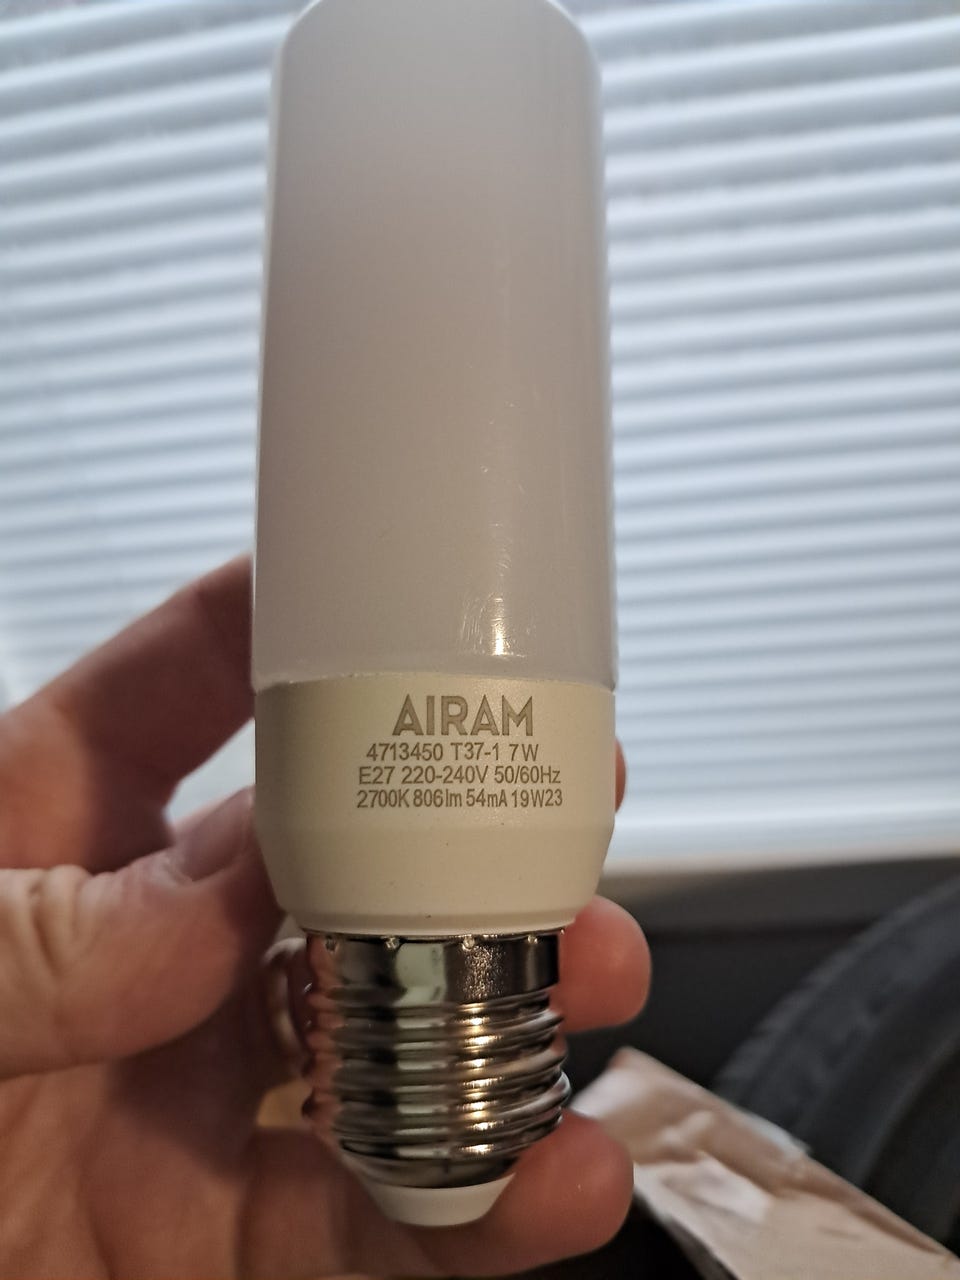 AIRAM
4713450 T37-1 7W
E27 220-240V 50/60Hz
2700K 806lm 54mA 19W23